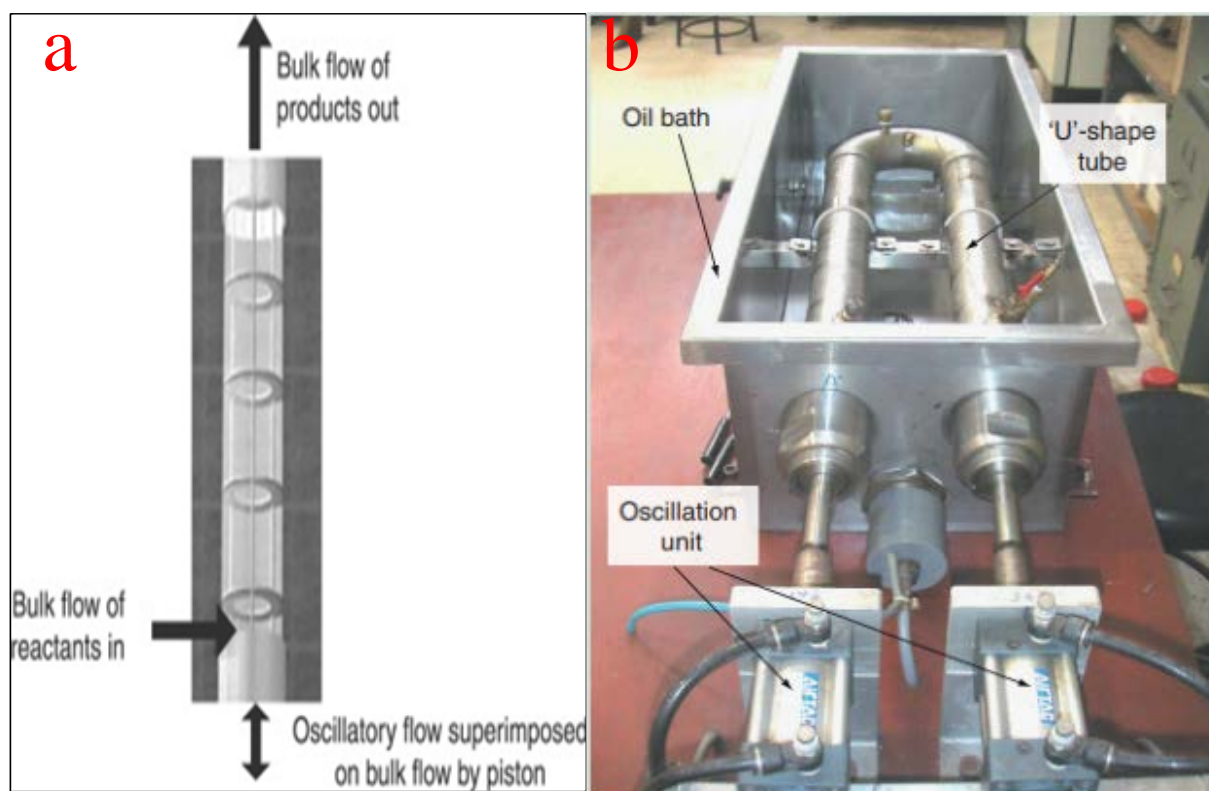 a
Bulk flow of
products out
Bulk flow of
reactants in
Oscillatory flow superimposed
on bulk flow by piston
b
Oil bath
'U'-shape
tube
Oscillation
unit
AIRTAC